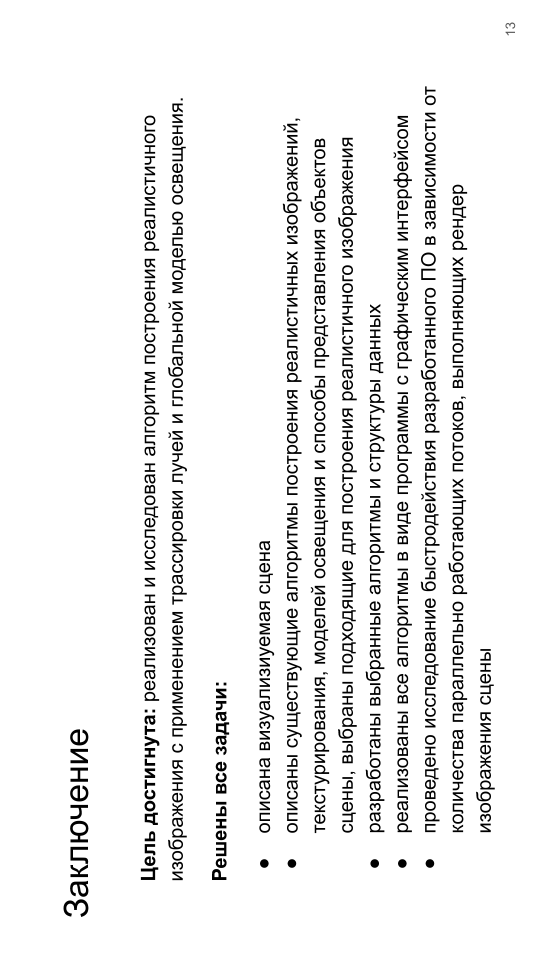 Заключение
Цель достигнута: реализован и исследован алгоритм построения реалистичного
изображения с применением трассировки лучей и глобальной моделью освещения.
Решены все задачи:
● описана визуализиуемая сцена
● описаны существующие алгоритмы построения реалистичных изображений,
текстурирования, моделей освещения и способы представления объектов
сцены, выбраны подходящие для построения реалистичного изображения
● разработаны выбранные алгоритмы и структуры данных
● реализованы все алгоритмы в виде программы с графическим интерфейсом
● проведено исследование быстродействия разработанного ПО в зависимости от
количества параллельно работающих потоков, выполняющих рендер
изображения сцены
13